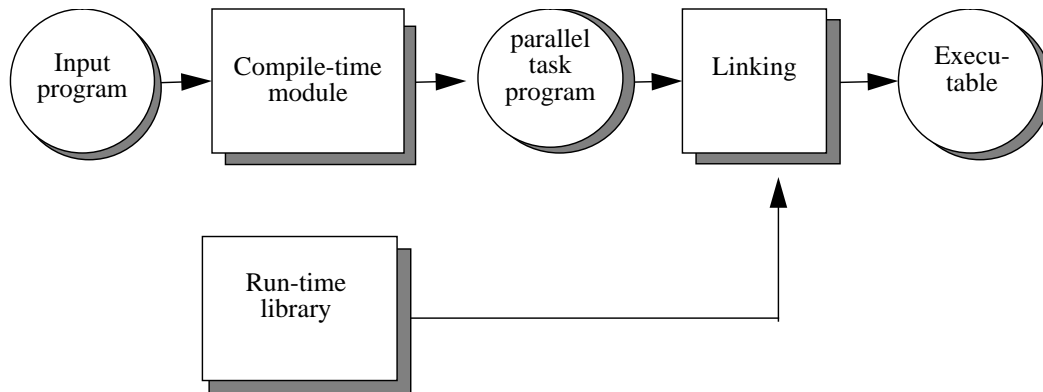 Input
program
Compile-time
module
parallel
task
program
Linking
Execu-
table
Run-time
library